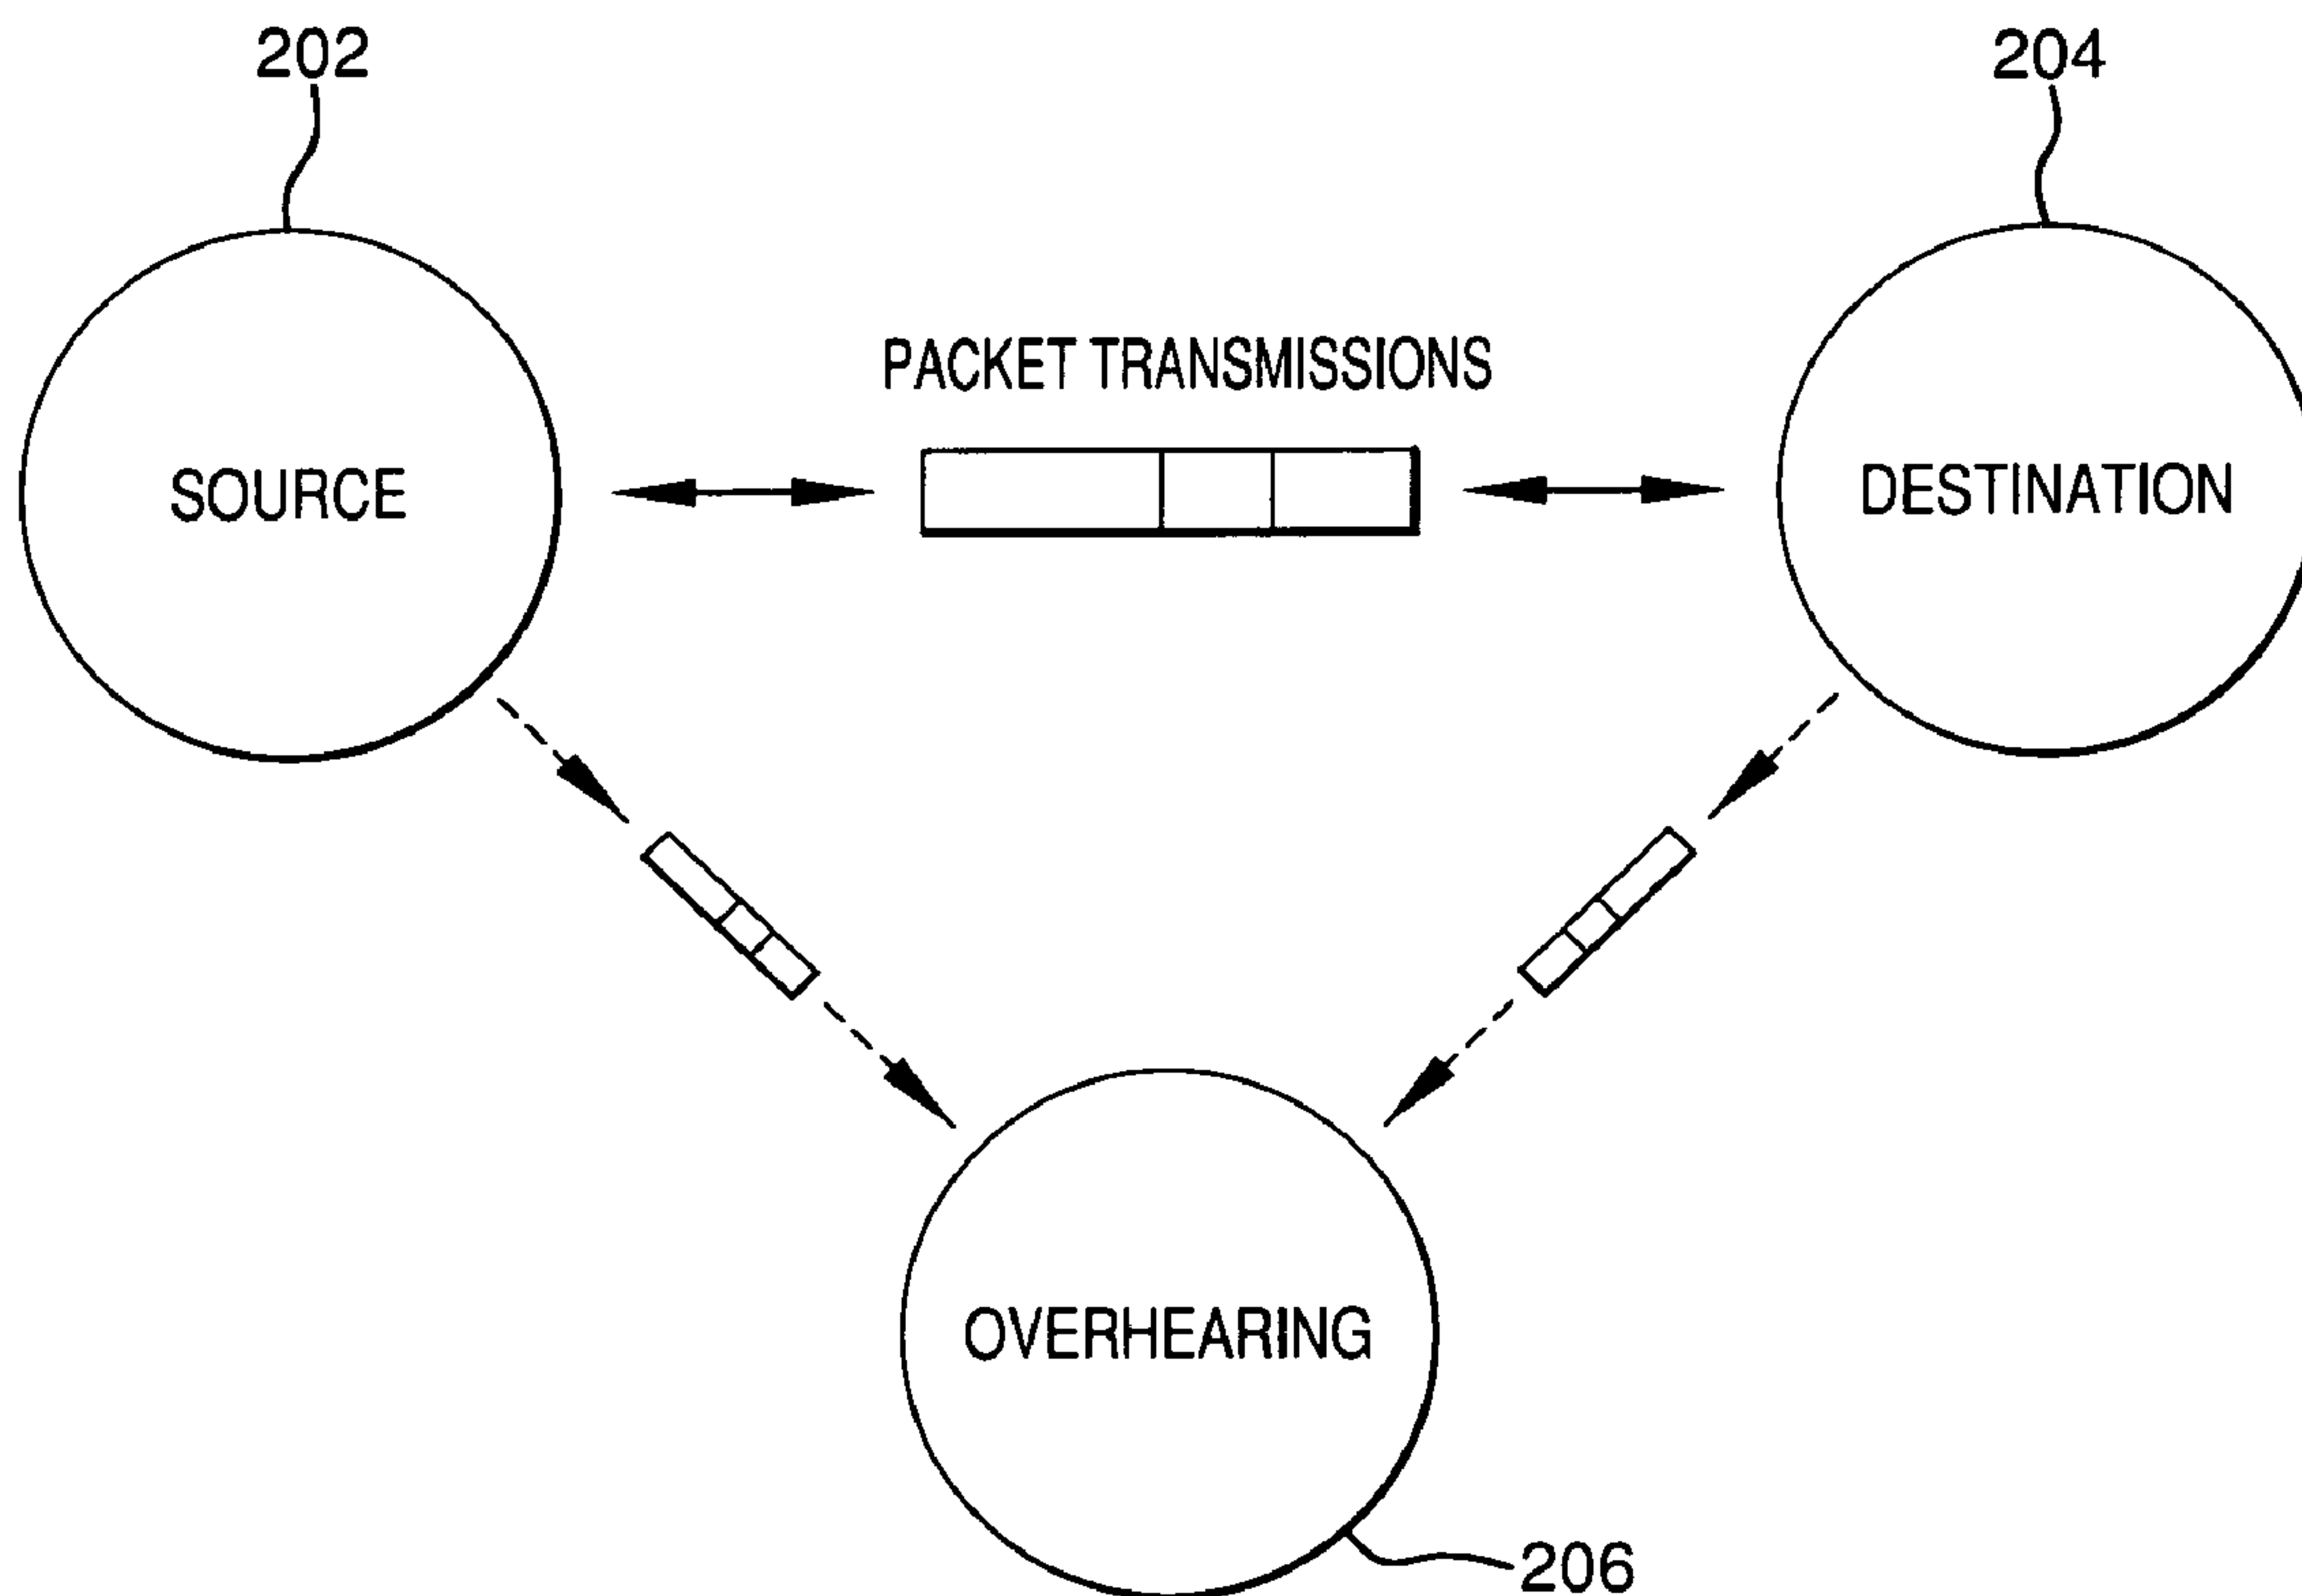 202
204
PACKET TRANSMISSIONS
SOURCE
DESTINATION
OVERHEARING
206